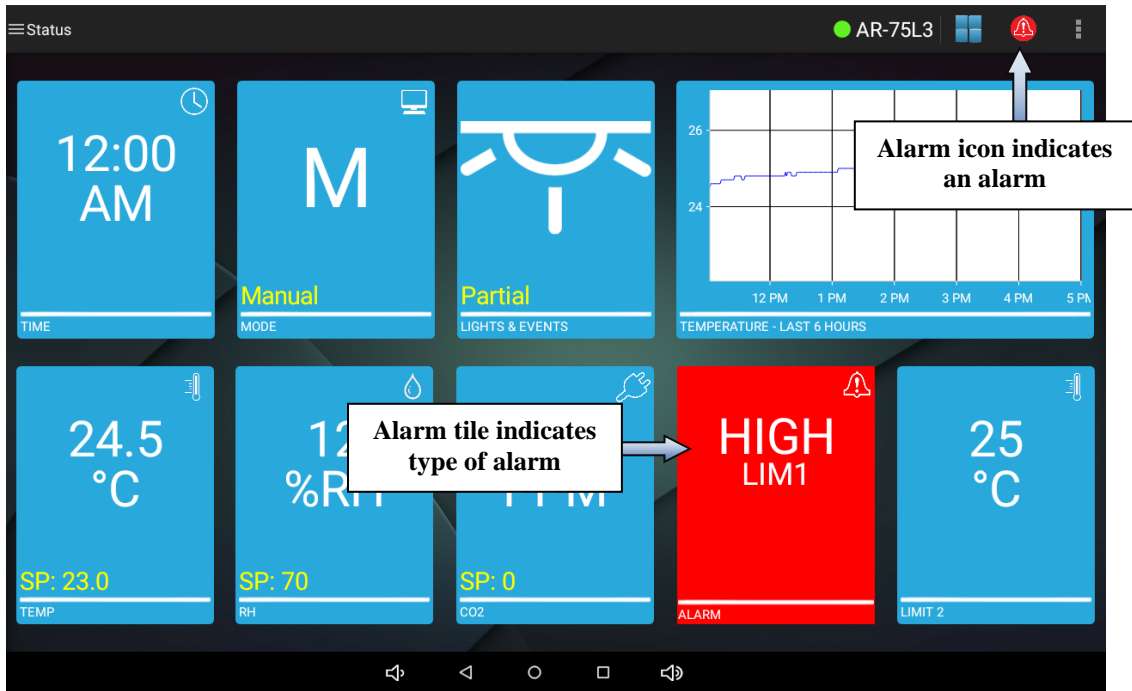 Status
AR-75L3
12:00
AM
TIME
M
Manual
MODE
Partial
LIGHTS & EVENTS
26
24
12 PM 1 PM 2 PM 3 PM 4 PM
TEMPERATURE - LAST 6 HOURS
Alarm icon indicates
an alarm
24.5
°C
SP: 23.0
TEMP
%RH
SP: 70
RH
SP: 0
CO2
Alarm tile indicates
type of alarm
HIGH
LIM1
ALARM
25
°C
LIMIT 2